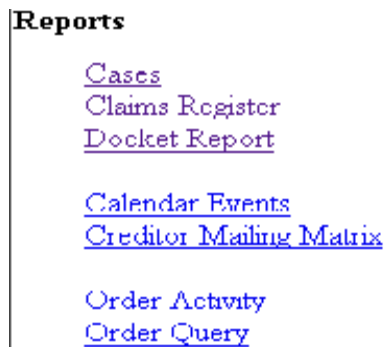 Reports
Cases
Claims Register
Docket Report
Calendar Events
Creditor Mailing Matrix
Order Activity
Order Query